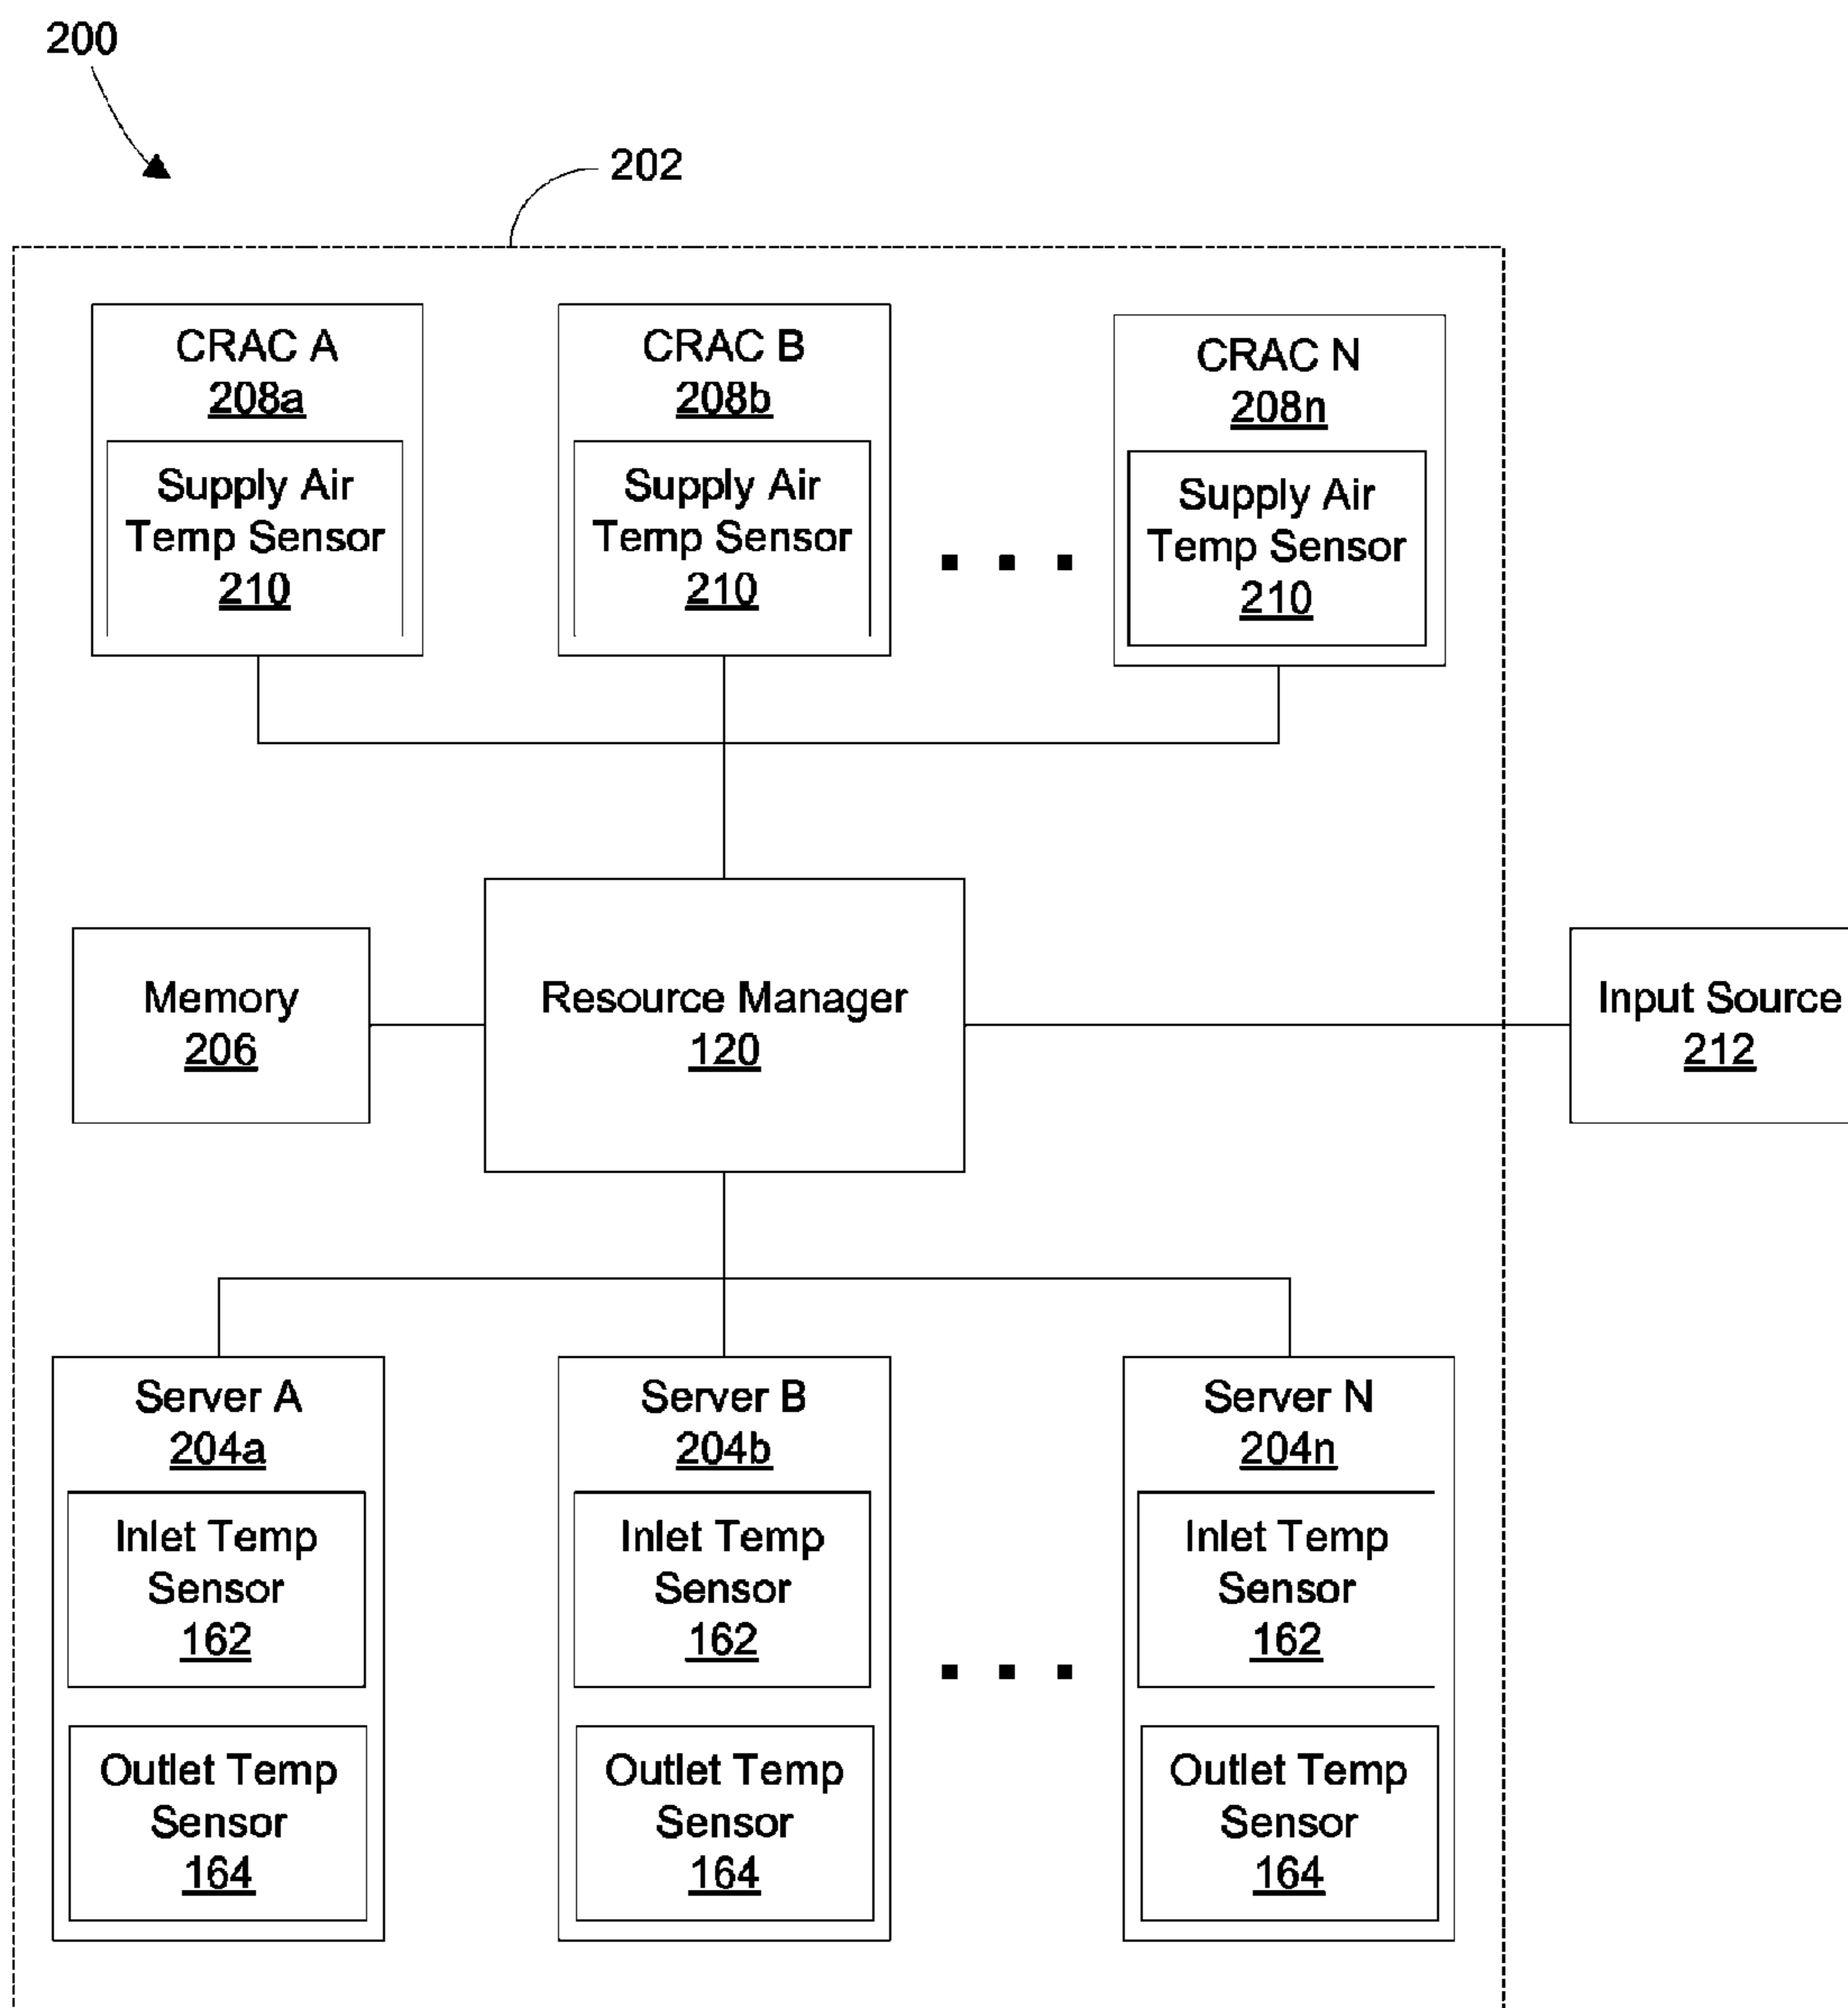 200
202
CRAC A
208a
Supply Air
Temp Sensor
210
CRAC B
208b
Supply Air
Temp Sensor
210
CRAC N
208n
Supply Air
Temp Sensor
210
Memory
206
Resource Manager
120
Input Source
212
Server A
204a
Inlet Temp
Sensor
162
Outlet Temp
Sensor
164
Server B
204b
Inlet Temp
Sensor
162
Outlet Temp
Sensor
164
Server N
204n
Inlet Temp
Sensor
162
Outlet Temp
Sensor
164